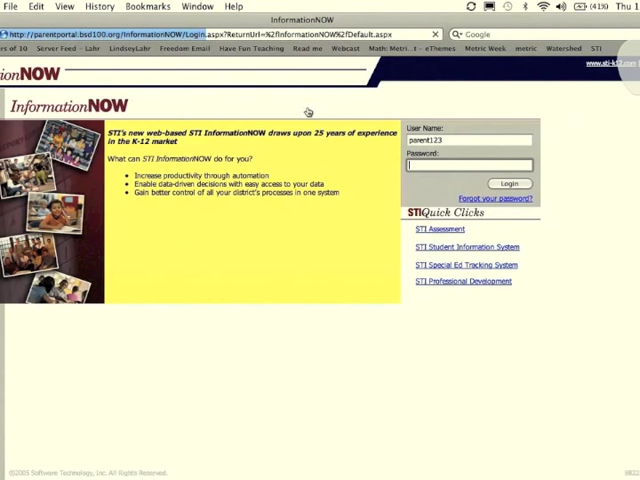 File Edit View History Bookmarks Window Help (41%) Thu 1
InformationNOW
http://parentportal.bsd100.org/InformationNOW/Login.aspx?ReturnUrl=%2fInformationNOW%2fDefault.aspx Google
rs of 10 Server Feed – Lahr LindseyLahr Freedom Email Have Fun Teaching Read me Webcast Math: Metri...t – eThemes Metric Week metric Watershed STI
ionNOW www.sti-k12.com
InformationNOW
STI's new web-based STI InformationNOW draws upon 25 years of experience
in the K-12 market
What can STI InformationNOW do for you?
• Increase productivity through automation
• Enable data-driven decisions with easy access to your data
• Gain better control of all your district's processes in one system
User Name:
parent123
Password:
Login
Forgot your password?
STIQuick Clicks
STI Assessment
STI Student Information System
STI Special Ed Tracking System
STI Professional Development
©2005 Software Technology, Inc. All Rights Reserved.